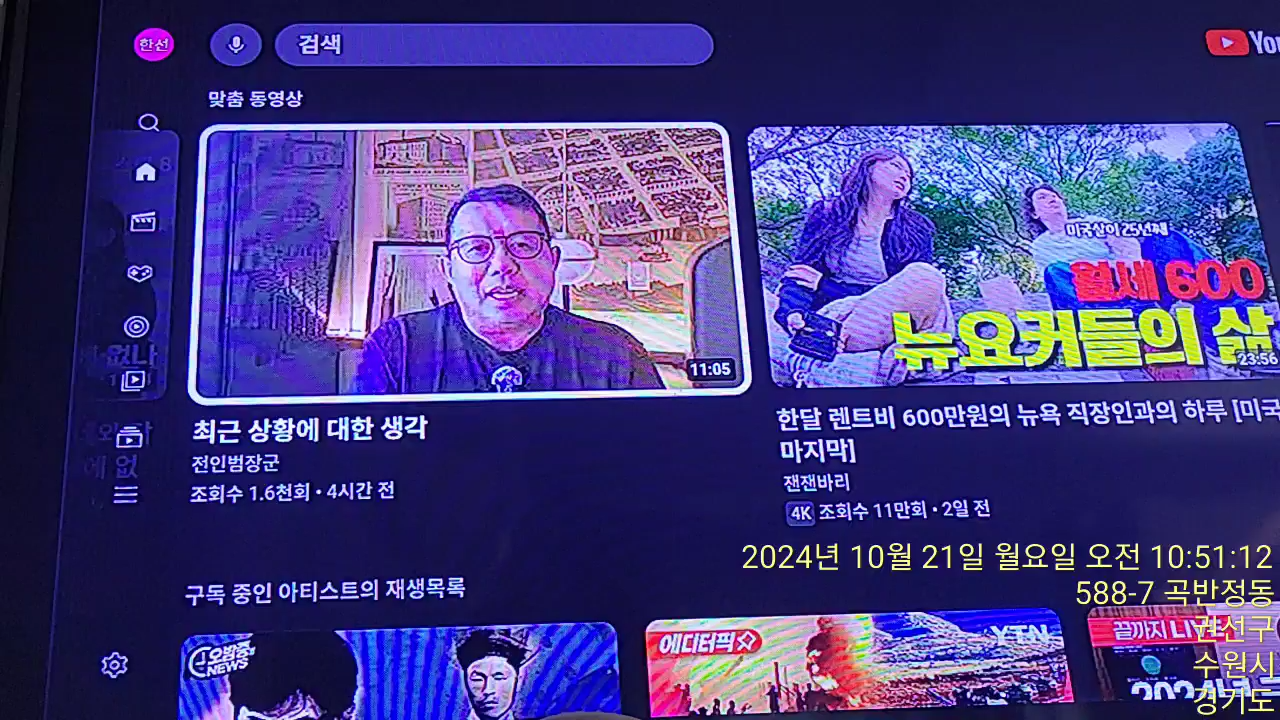 한선
검색
You
맞춤 동영상
11:05
미국살이 25년째
월세 600
뉴요커들의 삶
23:56
최근 상황에 대한 생각
전인범장군
조회수 1.6천회 • 4시간 전
한달 렌트비 600만원의 뉴욕 직장인과의 하루 [미국
마지막]
잰잰바리
4K 조회수 11만회 • 2일 전
2024년 10월 21일 월요일 오전 10:51:12
588-7 곡반정동
권선구
수원시
경기도
구독 중인 아티스트의 재생목록
오밤중
NEWS
에디터픽
YTN
끝까지 LIVE